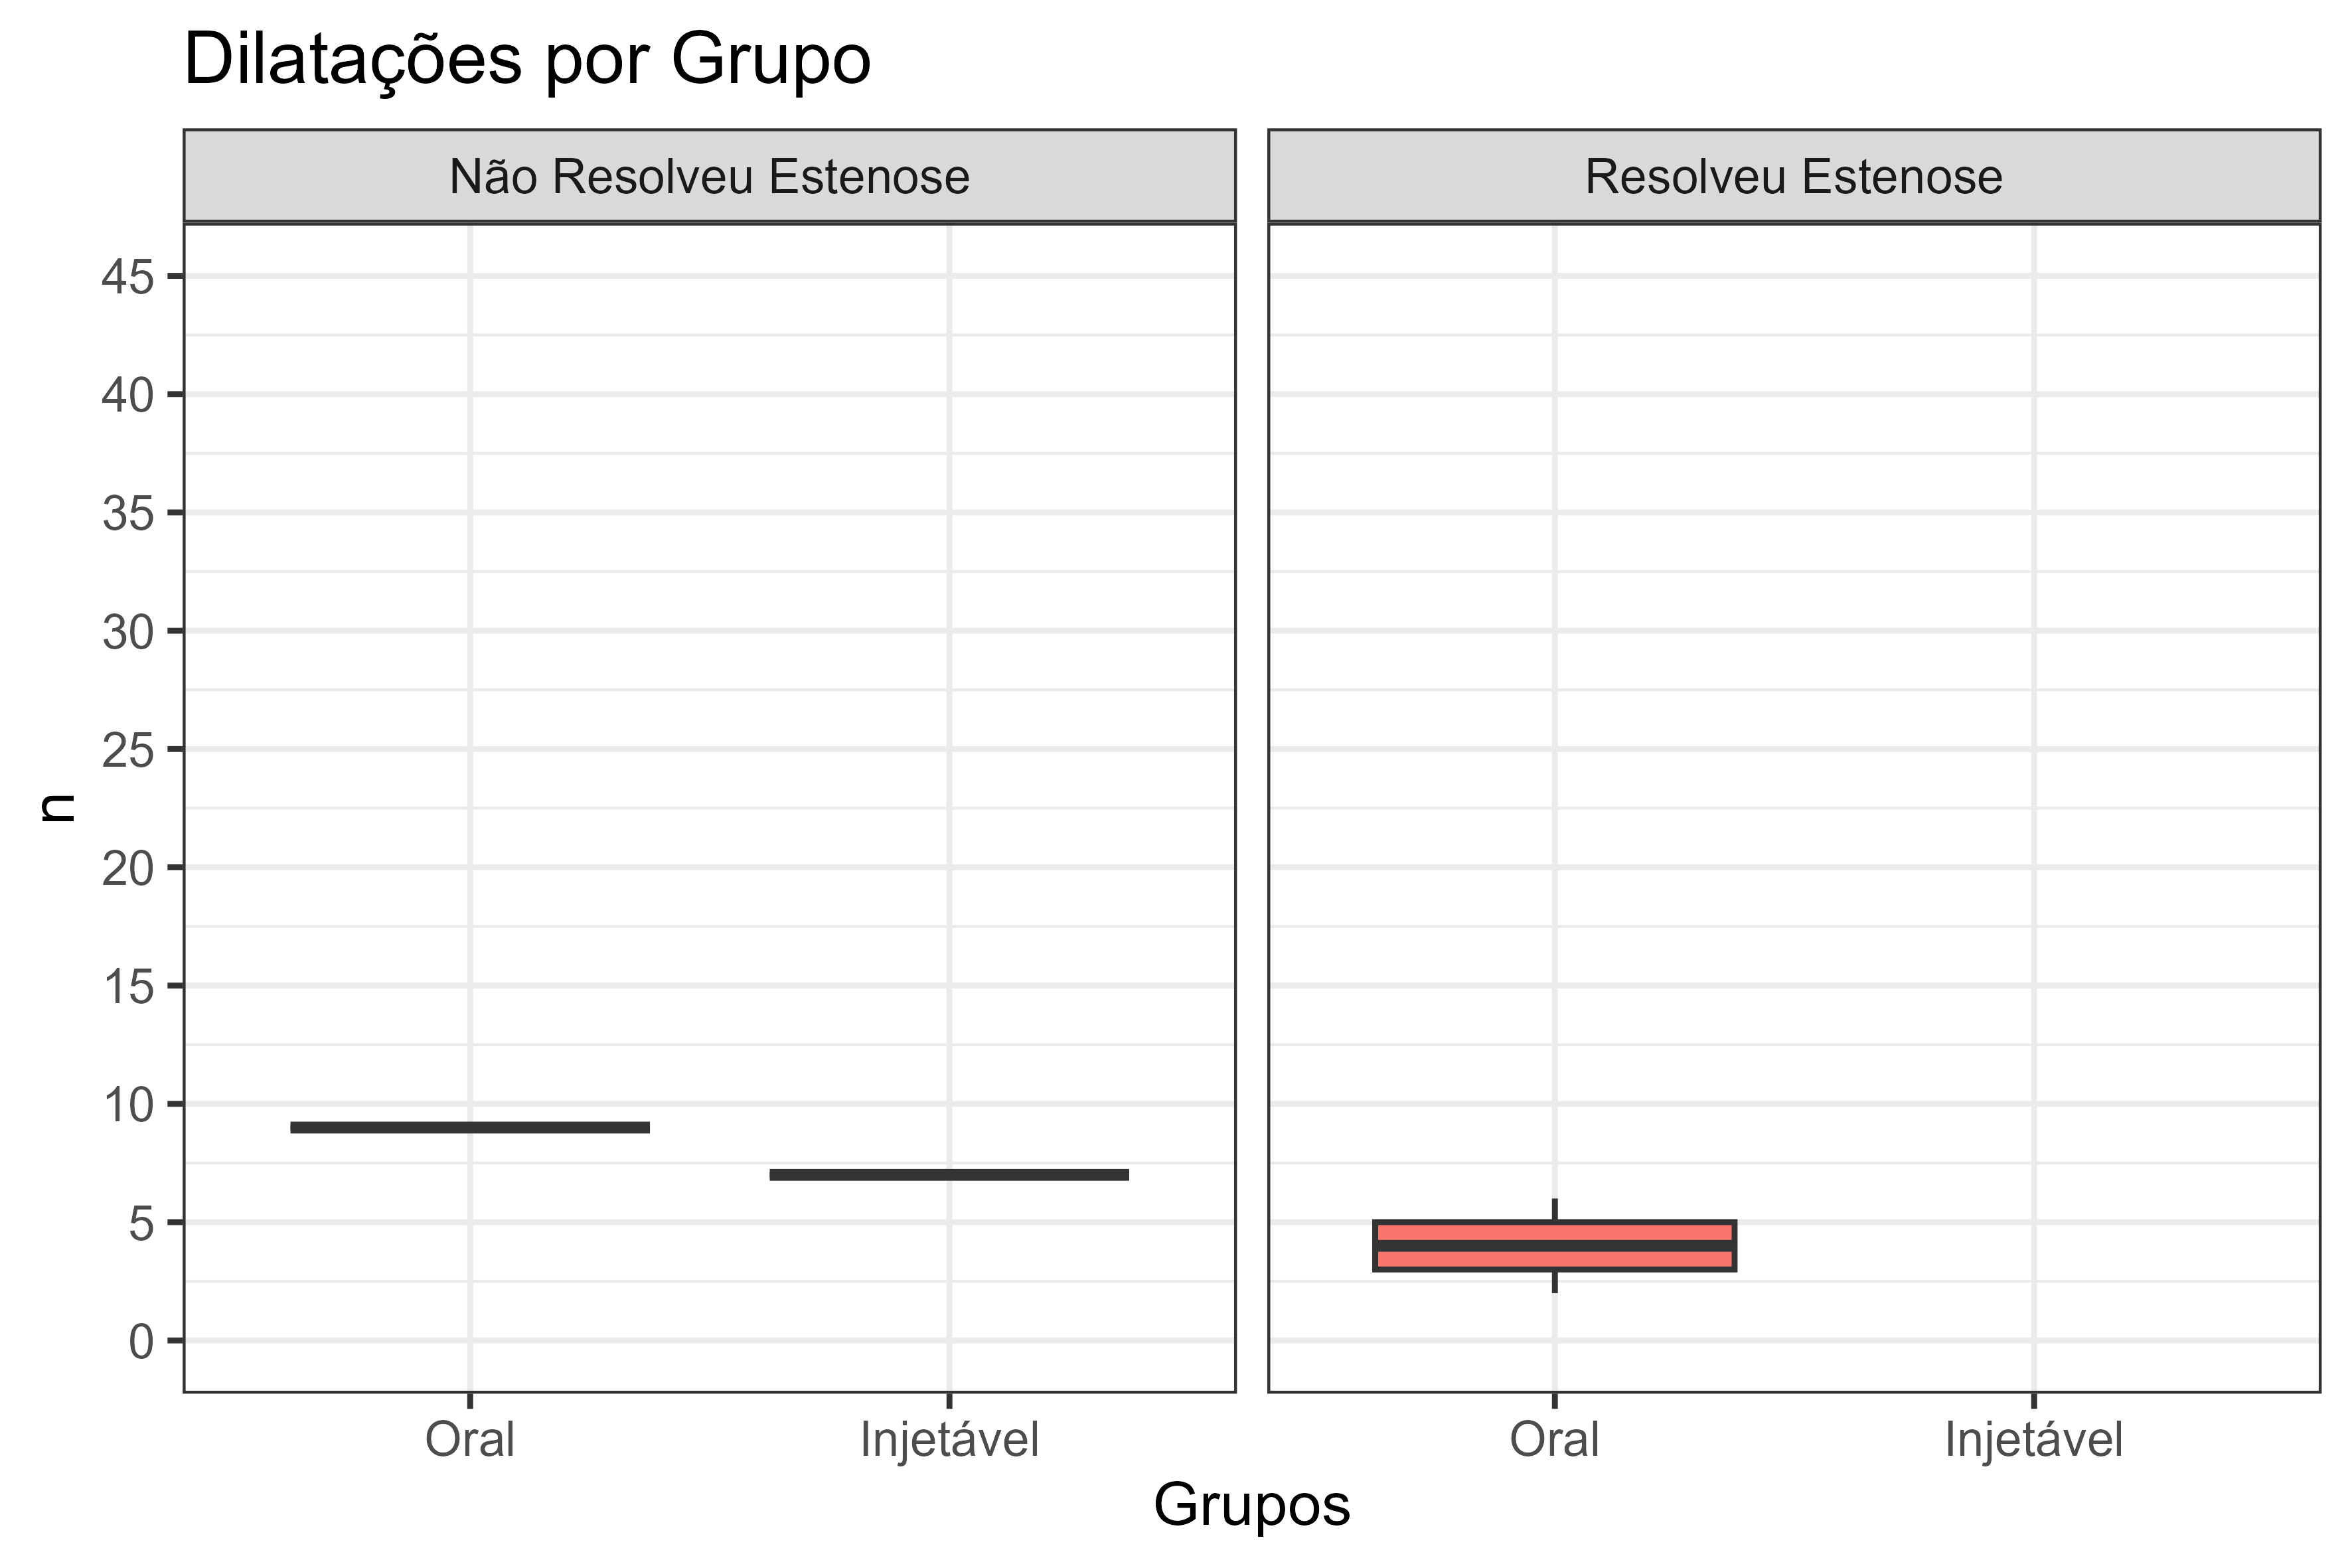 Dilatações por Grupo
Não Resolveu Estenose
Resolveu Estenose
45
40
35
30
25
20
15
10
5
0
n
Oral
Injetável
Oral
Injetável
Grupos